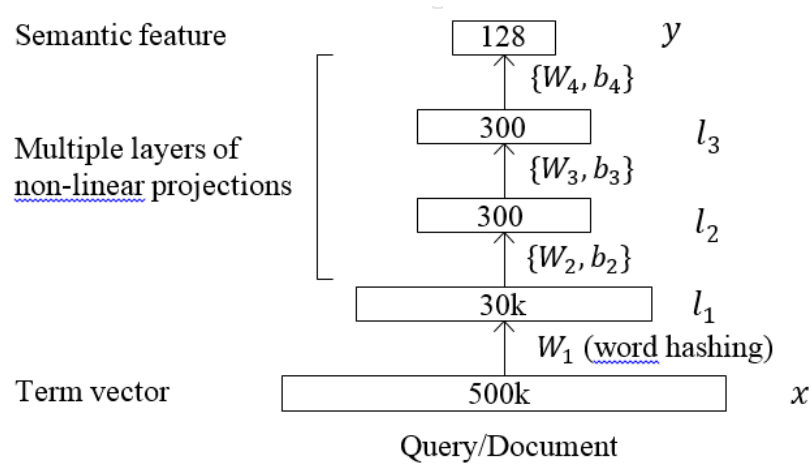 Semantic feature 128 y
{W₄, b₄}
300 l₃
Multiple layers of
non-linear projections
{W₃, b₃}
300 l₂
{W₂, b₂}
30k l₁
W₁ (word hashing)
Term vector 500k x
Query/Document